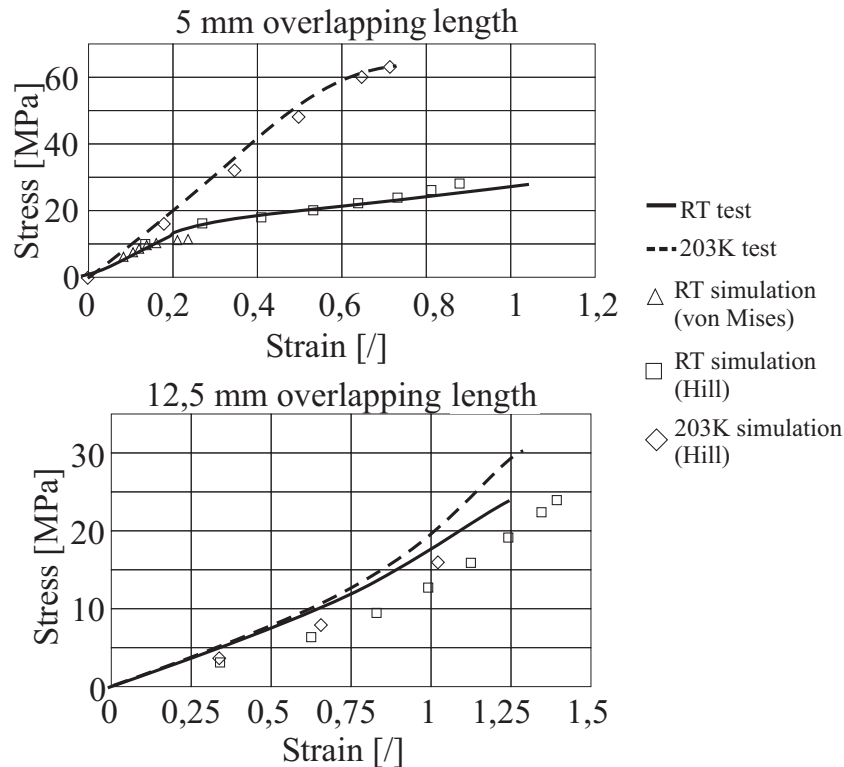 5 mm overlapping length
60
40
20
0
Stress [MPa]
0 0,2 0,4 0,6 0,8 1 1,2
Strain [/]
12,5 mm overlapping length
30
20
10
0
Stress [MPa]
0 0,25 0,5 0,75 1 1,25 1,5
Strain [/]
RT test
203K test
RT simulation
(von Mises)
RT simulation
(Hill)
203K simulation
(Hill)